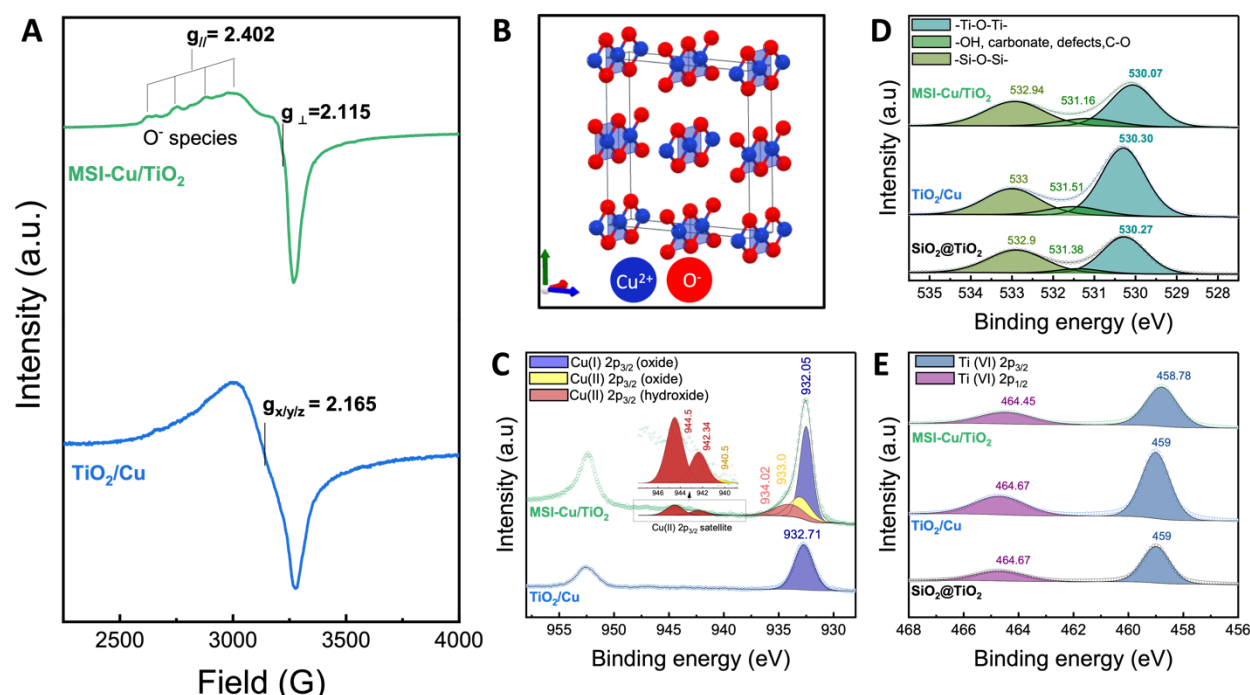 A
g// = 2.402
g⊥=2.115
O⁻ species
MSI-Cu/TiO₂
gx/y/z = 2.165
TiO₂/Cu
Intensity (a.u.)
2500 3000 3500 4000
Field (G)
B
Cu²⁺ O⁻
C
Cu(I) 2p₃/₂ (oxide)
Cu(II) 2p₃/₂ (oxide)
Cu(II) 2p₃/₂ (hydroxide)
932.05
944.5
942.34
940.5
934.02
933.0
946 944 942 940
Cu(II) 2p₃/₂ satellite
MSI-Cu/TiO₂
932.71
TiO₂/Cu
Intensity (a.u)
955 950 945 940 935 930
Binding energy (eV)
D
-Ti-O-Ti-
-OH, carbonate, defects,C-O
-Si-O-Si-
MSI-Cu/TiO₂
532.94 531.16 530.07
TiO₂/Cu
533 531.51 530.30
SiO₂@TiO₂
532.9 531.38 530.27
Intensity (a.u)
535 534 533 532 531 530 529 528
Binding energy (eV)
E
Ti (VI) 2p₃/₂
Ti (VI) 2p₁/₂
464.45 458.78
MSI-Cu/TiO₂
464.67 459
TiO₂/Cu
464.67 459
SiO₂@TiO₂
Intensity (a.u)
468 466 464 462 460 458 456
Binding energy (eV)